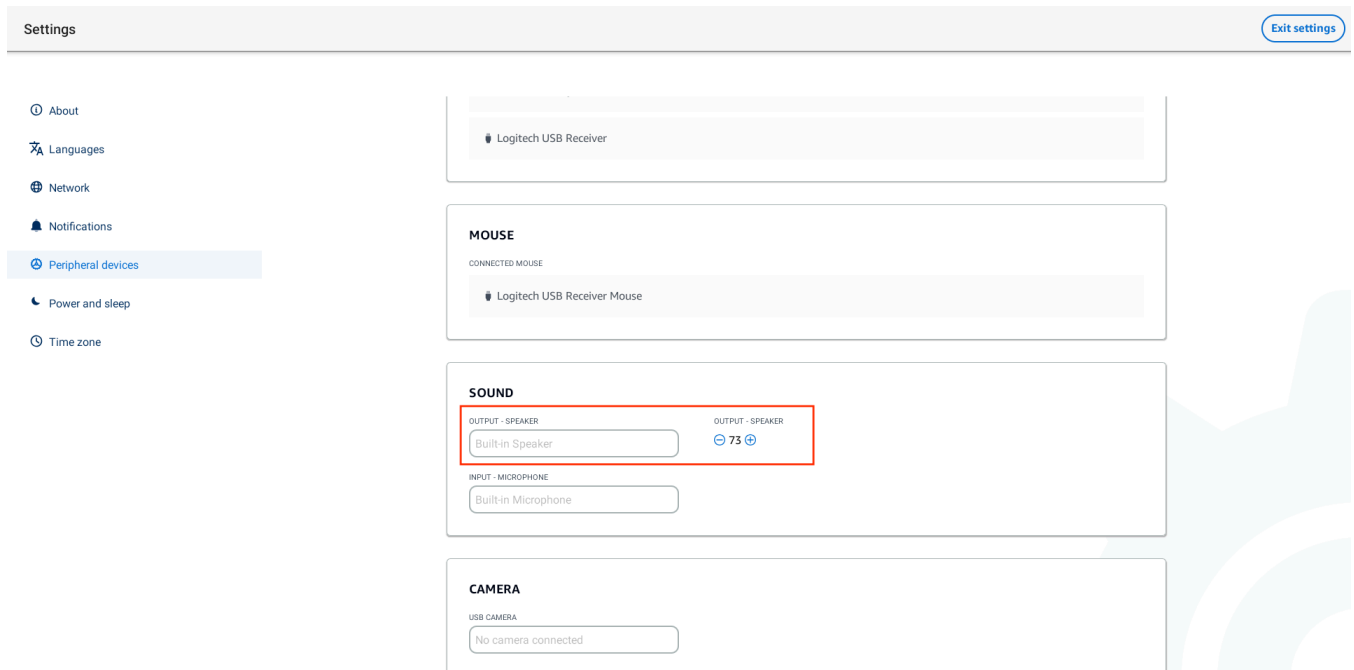 Settings
Exit settings
About
Languages
Network
Notifications
Peripheral devices
Power and sleep
Time zone
Logitech USB Receiver
MOUSE
CONNECTED MOUSE
Logitech USB Receiver Mouse
SOUND
OUTPUT - SPEAKER
Built-in Speaker
OUTPUT - SPEAKER
73
INPUT - MICROPHONE
Built-in Microphone
CAMERA
USB CAMERA
No camera connected